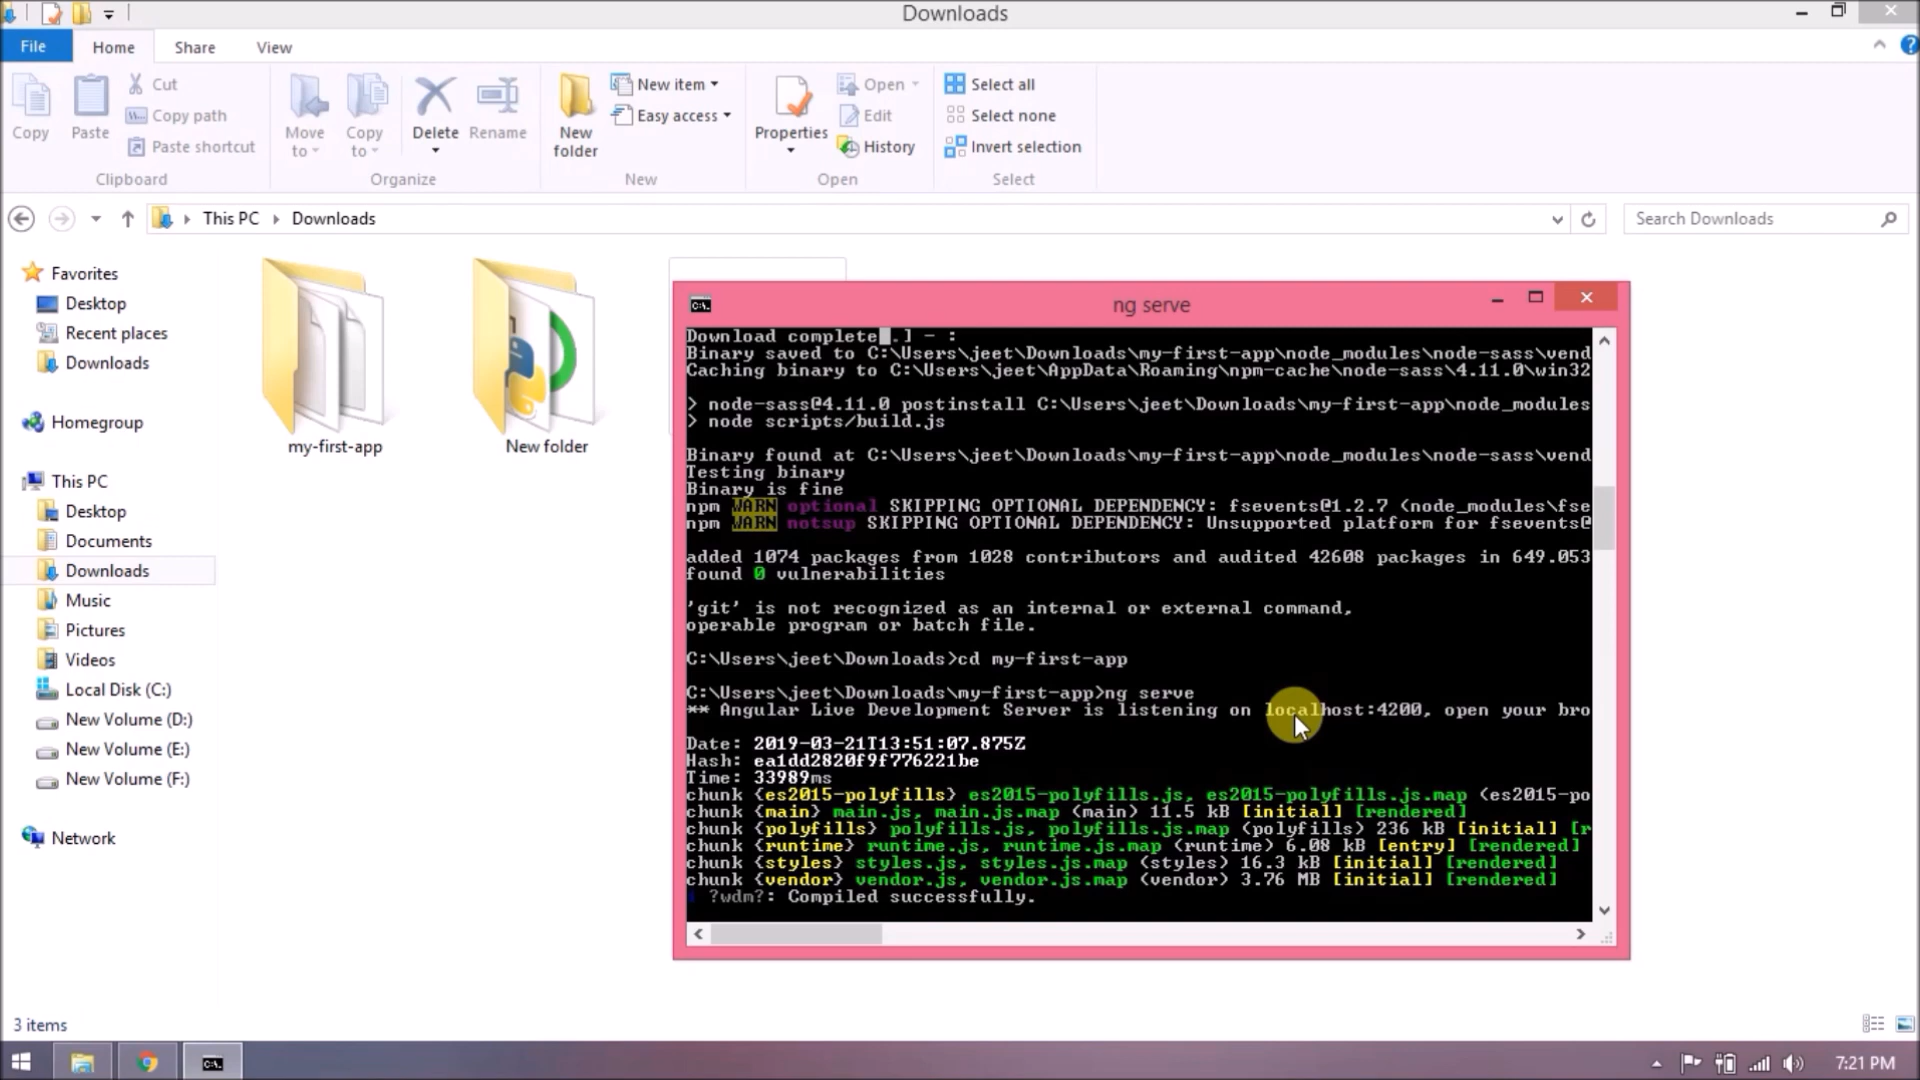 Downloads
File Home Share View
Copy
Paste
Cut
Copy path
Paste shortcut
Clipboard
Move to
Copy to
Delete
Rename
Organize
New folder
New item
Easy access
New
Properties
Open
Edit
History
Open
Select all
Select none
Invert selection
Select
This PC Downloads
Search Downloads
Favorites
Desktop
Recent places
Downloads
Homegroup
This PC
Desktop
Documents
Downloads
Music
Pictures
Videos
Local Disk (C:)
New Volume (D:)
New Volume (E:)
New Volume (F:)
Network
my-first-app
New folder
C:\.
ng serve
Download complete.] - :
Binary saved to C:\Users\jeet\Downloads\my-first-app\node_modules\node-sass\vend
Caching binary to C:\Users\jeet\AppData\Roaming\npm-cache\node-sass\4.11.0\win32
> node-sass@4.11.0 postinstall C:\Users\jeet\Downloads\my-first-app\node_modules
> node scripts/build.js
Binary found at C:\Users\jeet\Downloads\my-first-app\node_modules\node-sass\vend
Testing binary
Binary is fine
npm WARN optional SKIPPING OPTIONAL DEPENDENCY: fsevents@1.2.7 (node_modules\fse
npm WARN notsup SKIPPING OPTIONAL DEPENDENCY: Unsupported platform for fsevents@
added 1074 packages from 1028 contributors and audited 42608 packages in 649.053
found 0 vulnerabilities
'git' is not recognized as an internal or external command,
operable program or batch file.
C:\Users\jeet\Downloads>cd my-first-app
C:\Users\jeet\Downloads\my-first-app>ng serve
** Angular Live Development Server is listening on localhost:4200, open your bro
Date: 2019-03-21T13:51:07.875Z
Hash: ea1dd2820f9f776221be
Time: 33989ms
chunk {es2015-polyfills} es2015-polyfills.js, es2015-polyfills.js.map (es2015-po
chunk {main} main.js, main.js.map (main) 11.5 kB [initial] [rendered]
chunk {polyfills} polyfills.js, polyfills.js.map (polyfills) 236 kB [initial] [r
chunk {runtime} runtime.js, runtime.js.map (runtime) 6.08 kB [entry] [rendered]
chunk {styles} styles.js, styles.js.map (styles) 16.3 kB [initial] [rendered]
chunk {vendor} vendor.js, vendor.js.map (vendor) 3.76 MB [initial] [rendered]
?wdm?: Compiled successfully.
3 items
C:\.
7:21 PM